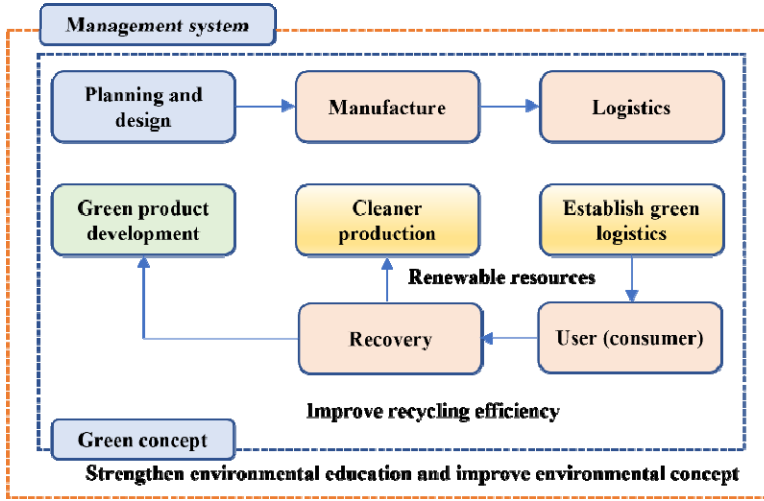 Management system
Planning and
design
Manufacture
Logistics
Green product
development
Cleaner
production
Establish green
logistics
Renewable resources
Recovery
User (consumer)
Improve recycling efficiency
Green concept
Strengthen environmental education and improve environmental concept